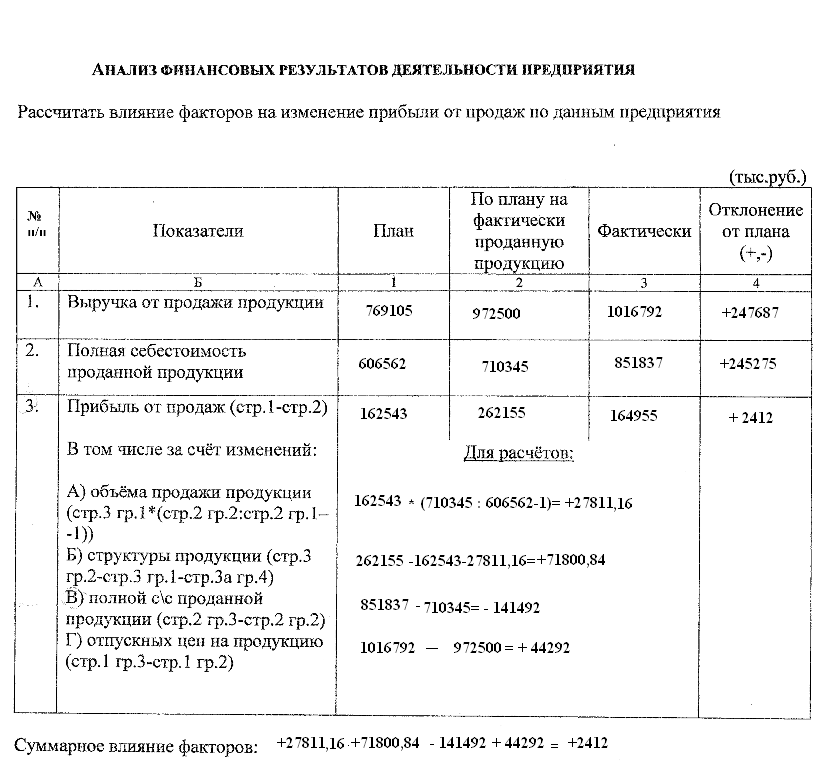 АНАЛИЗ ФИНАНСОВЫХ РЕЗУЛЬТАТОВ ДЕЯТЕЛЬНОСТИ ПРЕДПРИЯТИЯ
Рассчитать влияние факторов на изменение прибыли от продаж по данным предприятия
(тыс.руб.)
№ п/п
Показатели
План
По плану на
фактически
проданную
продукцию
Фактически
Отклонение
от плана
(+,-)
А Б 1 2 3 4
1. Выручка от продажи продукции 769105 972500 1016792 +247687
2. Полная себестоимость
проданной продукции 606562 710345 851837 +245275
3. Прибыль от продаж (стр.1-стр.2) 162543 262155 164955 + 2412
В том числе за счёт изменений: Для расчётов:
А) объёма продажи продукции
(стр.3 гр.1*(стр.2 гр.2:стр.2 гр.1–
-1)) 162543 * (710345 : 606562-1)= +27811,16
Б) структуры продукции (стр.3
гр.2-стр.3 гр.1-стр.3а гр.4) 262155 -162543-27811,16=+71800,84
В) полной с\с проданной
продукции (стр.2 гр.3-стр.2 гр.2) 851837 - 710345= - 141492
Г) отпускных цен на продукцию
(стр.1 гр.3-стр.1 гр.2) 1016792 — 972500 = + 44292
Суммарное влияние факторов: +27811,16 +71800,84 - 141492 + 44292 = +2412